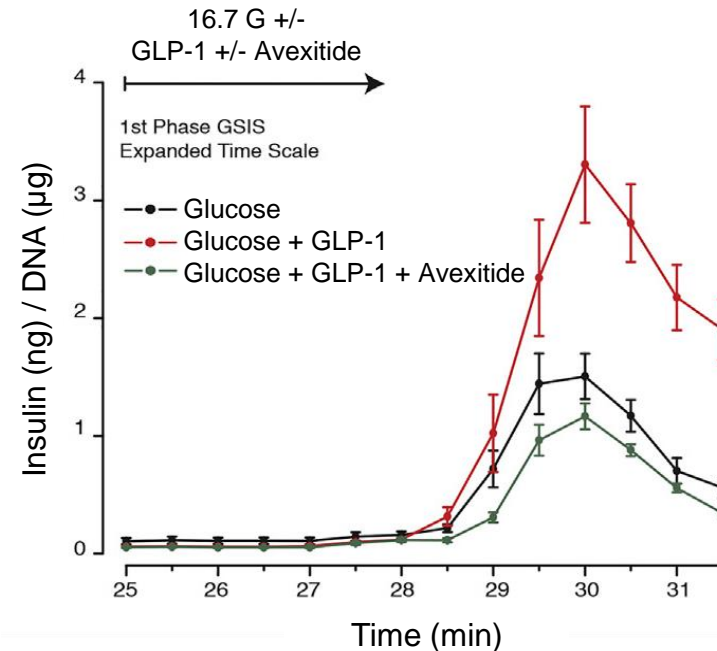 16.7 G +/-
GLP-1 +/- Avexitide
4
1st Phase GSIS
Expanded Time Scale
3
Glucose
Glucose + GLP-1
Glucose + GLP-1 + Avexitide
2
1
0
Insulin (ng) / DNA (µg)
25 26 27 28 29 30 31
Time (min)